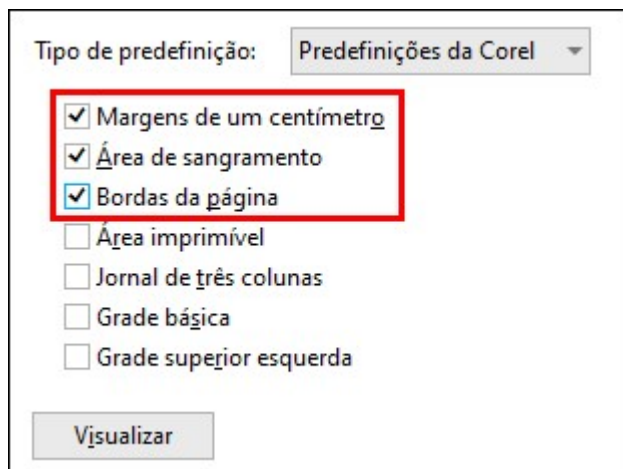 Tipo de predefinição: Predefinições da Corel
Margens de um centímetro
Área de sangramento
Bordas da página
Área imprimível
Jornal de três colunas
Grade básica
Grade superior esquerda
Visualizar